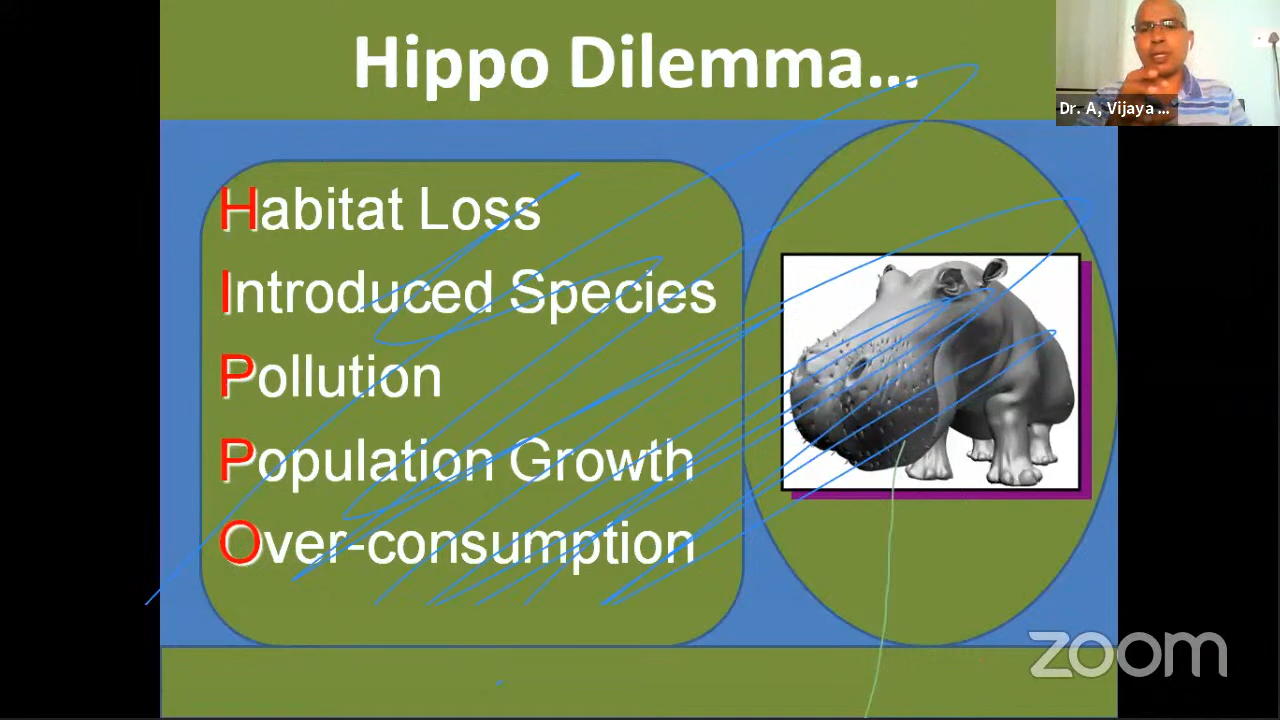 Hippo Dilemma...
Dr. A, Vijaya ...
Habitat Loss
Introduced Species
Pollution
Population Growth
Over-consumption
zoom